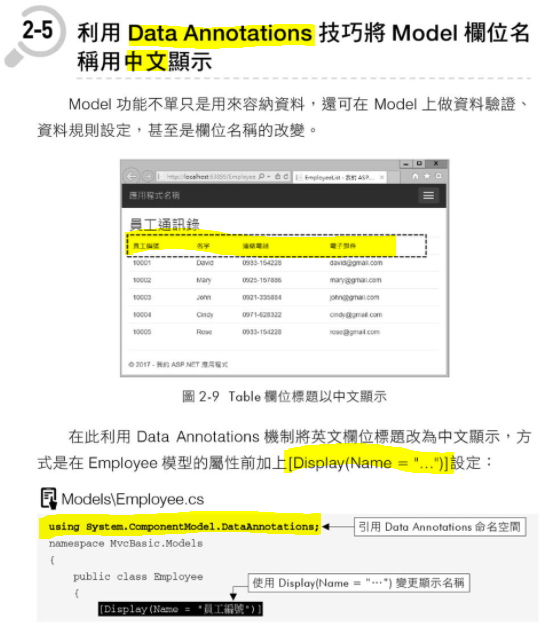 2-5
利用 Data Annotations 技巧將 Model 欄位名
稱用中文顯示
Model 功能不單只是用來容納資料，還可在 Model 上做資料驗證、
資料規則設定，甚至是欄位名稱的改變。
EmployeeList - 我的 ASP...
應用程式名稱
員工通訊錄
員工編號 名字 連絡電話 電子郵件
10001 David 0933-154228 david@gmail.com
10002 Mary 0925-157886 mary@gmail.com
10003 John 0921-335884 john@gmail.com
10004 Cindy 0971-628322 cindy@gmail.com
10005 Rose 0933-154228 rose@gmail.com
© 2017 - 我的 ASP.NET 應用程式
圖 2-9 Table 欄位標題以中文顯示
在此利用 Data Annotations 機制將英文欄位標題改為中文顯示，方
式是在 Employee 模型的屬性前加上[Display(Name = "...")]設定：
Models\Employee.cs
using System.ComponentModel.DataAnnotations; 引用 Data Annotations 命名空間
namespace MvcBasic.Models
{
public class Employee
{ 使用 Display(Name = "…") 變更顯示名稱
[Display(Name = "員工編號")]